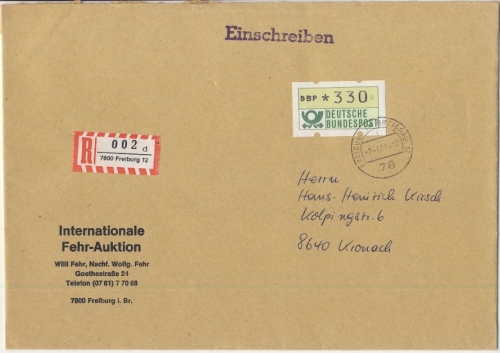 Einschreiben
DBP *330
DEUTSCHE
BUNDESPOST
78
R 002 d
7800 Freiburg 12
Herrn
Hans-Heinrich Kirsch
Kolpingstr. 6
8640 Kronach
Internationale
Fehr-Auktion
Willi Fehr, Nachf. Wolfg. Fehr
Goethestraße 24
Telefon (07 61) 7 70 68
7800 Freiburg i. Br.